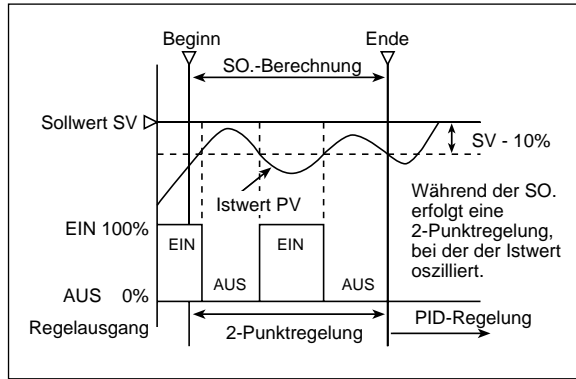 Beginn
Ende
SO.-Berechnung
Sollwert SV
SV - 10%
Istwert PV
Während der SO.
erfolgt eine
2-Punktregelung,
bei der der Istwert
oszilliert.
EIN 100%
EIN
EIN
AUS
AUS
AUS 0%
Regelausgang
2-Punktregelung
PID-Regelung